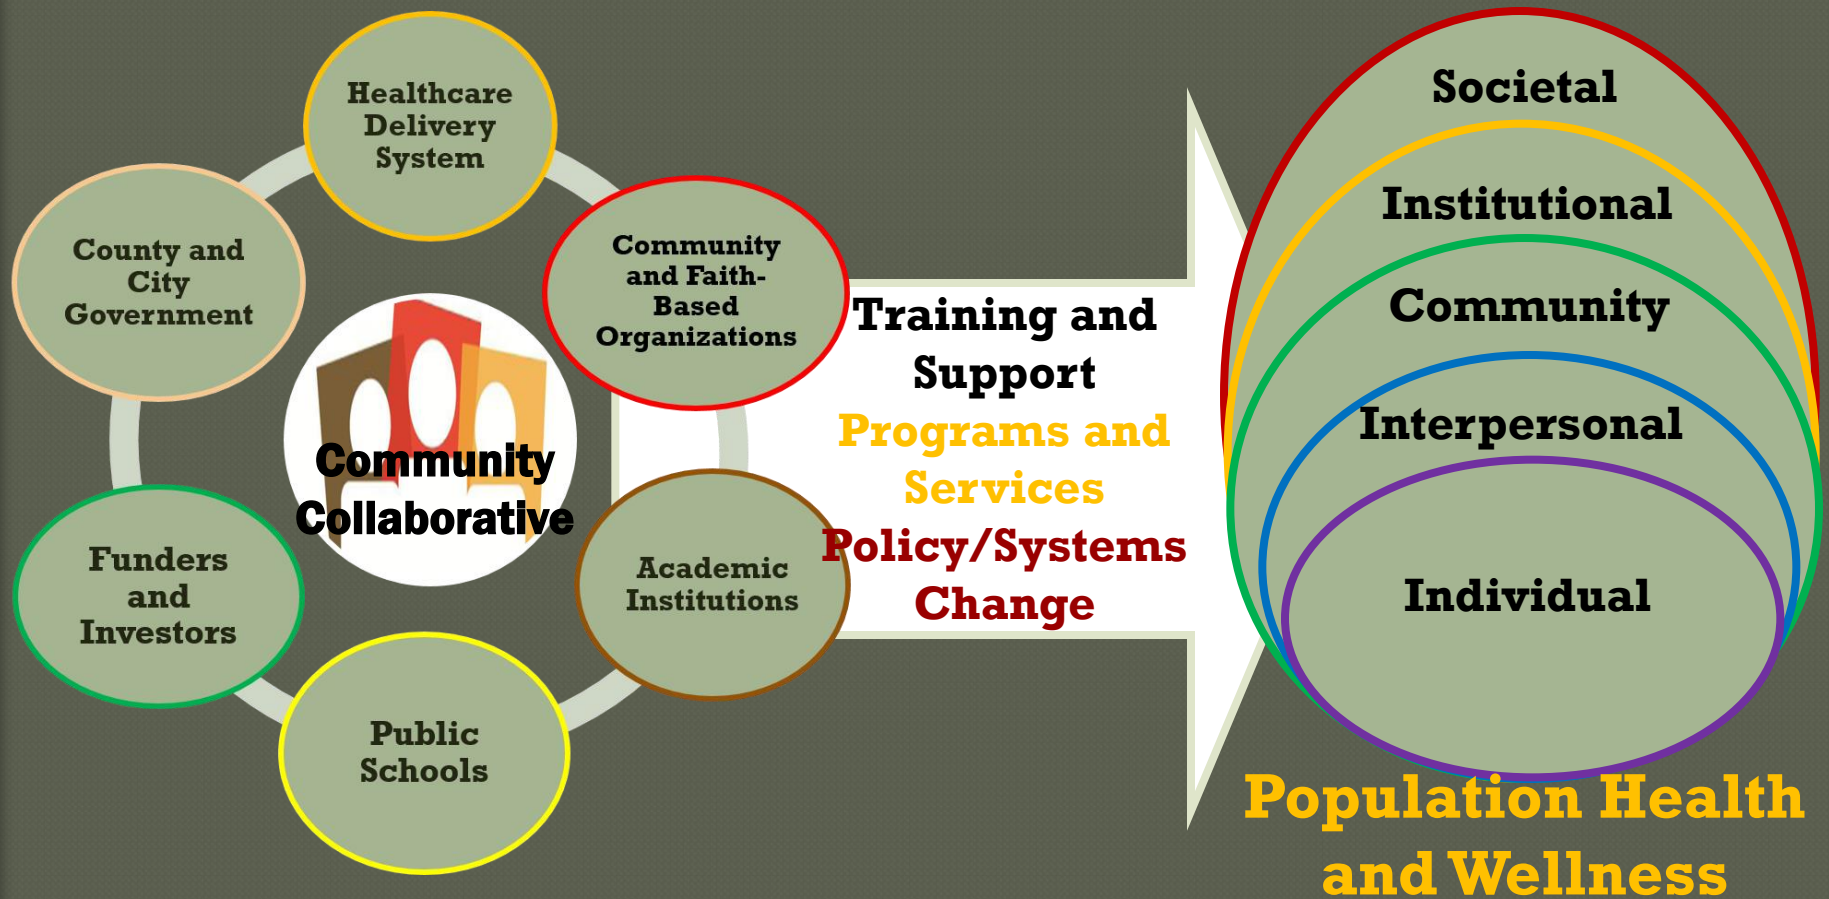 Healthcare
Delivery
System
Community
and Faith-
Based
Organizations
Academic
Institutions
Public
Schools
Funders
and
Investors
County and
City
Government
Community
Collaborative
Training and
Support
Programs and
Services
Policy/Systems
Change
Societal
Institutional
Community
Interpersonal
Individual
Population Health
and Wellness